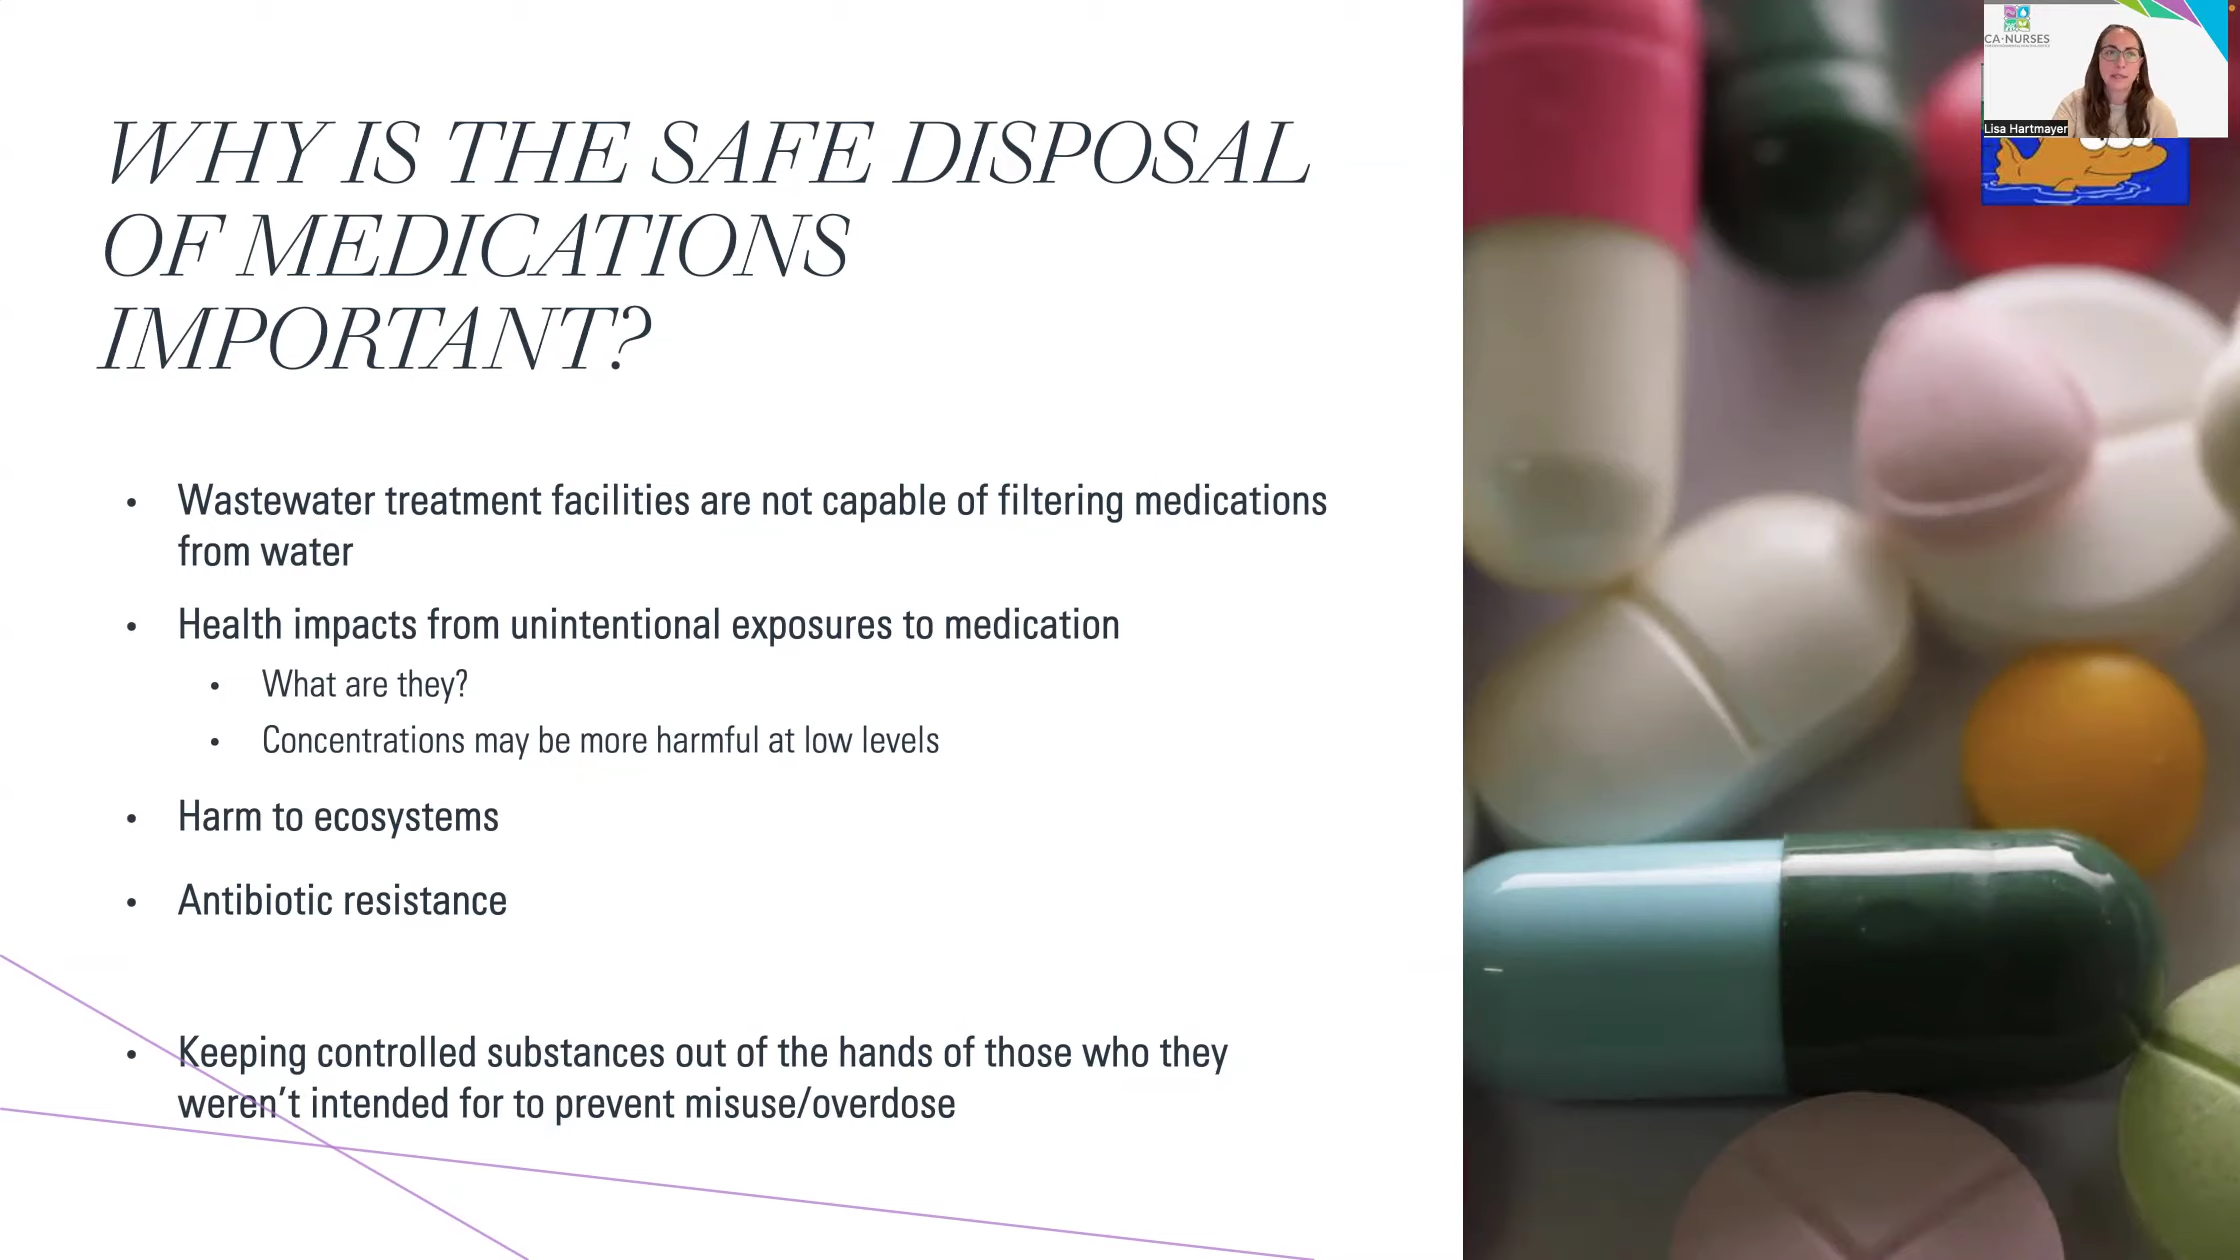 WHY IS THE SAFE DISPOSAL
OF MEDICATIONS
IMPORTANT?
• Wastewater treatment facilities are not capable of filtering medications
from water
• Health impacts from unintentional exposures to medication
• What are they?
• Concentrations may be more harmful at low levels
• Harm to ecosystems
• Antibiotic resistance
• Keeping controlled substances out of the hands of those who they
weren’t intended for to prevent misuse/overdose
CA·NURSES
Lisa Hartmayer